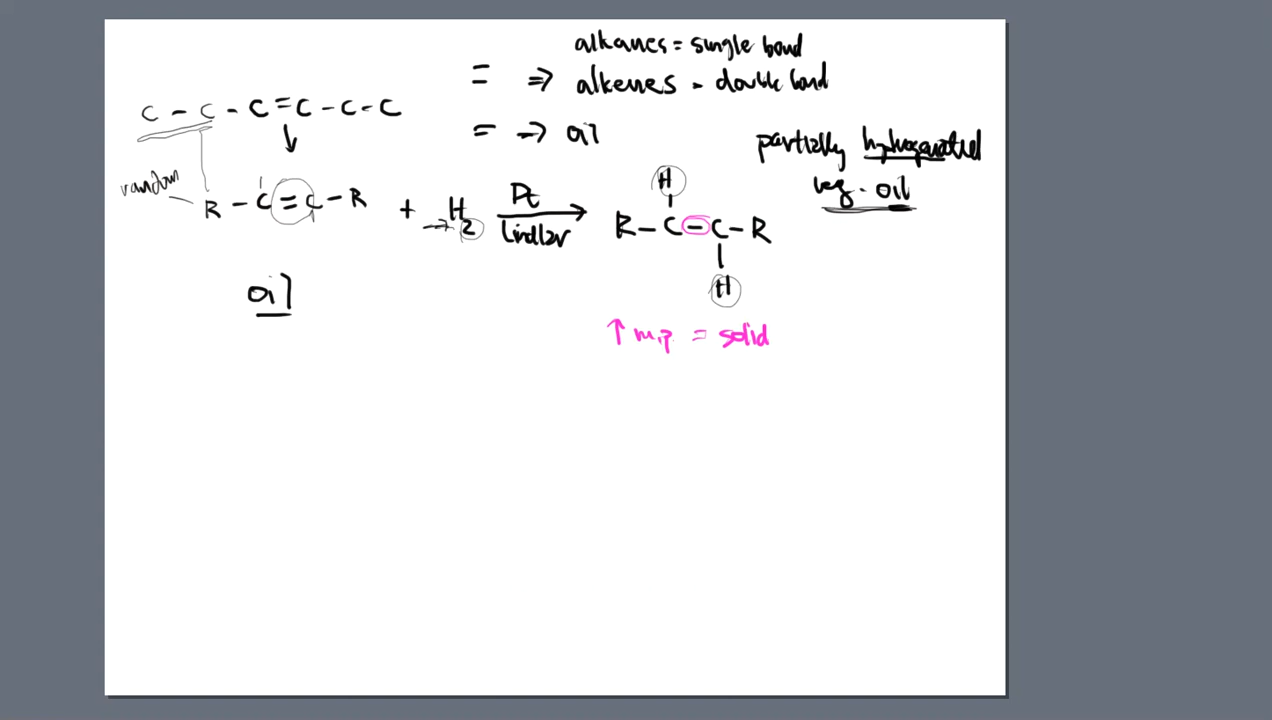 alkanes = single bond
= => alkenes - double bond
C - C - C = C - C - C
= -> oil
partially hydrogenated
veg. oil
random
R - C = C - R + H2 Pt Lindlar
H
R - C - C - R
H
oil
↑ m.p = solid